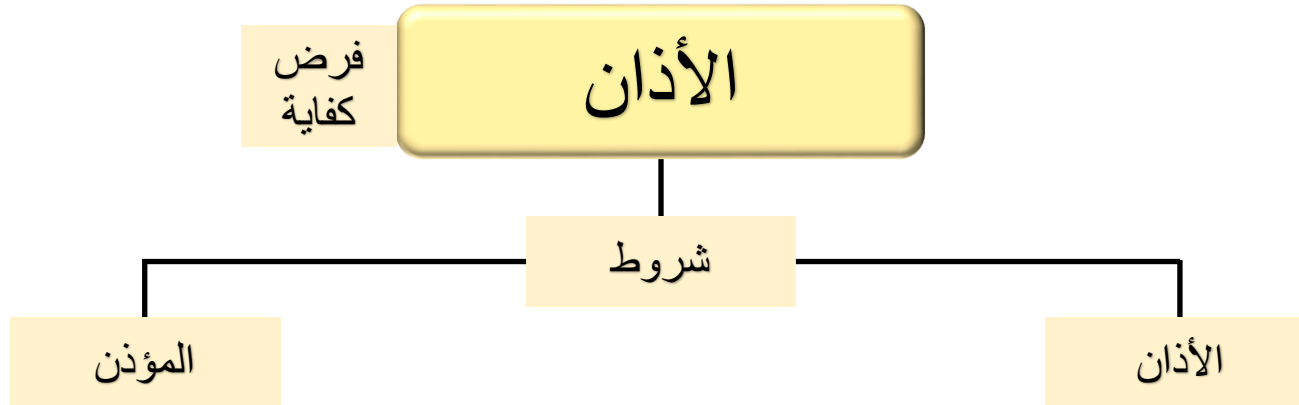 الأذان
فرض
كفاية
شروط
الأذان
المؤذن